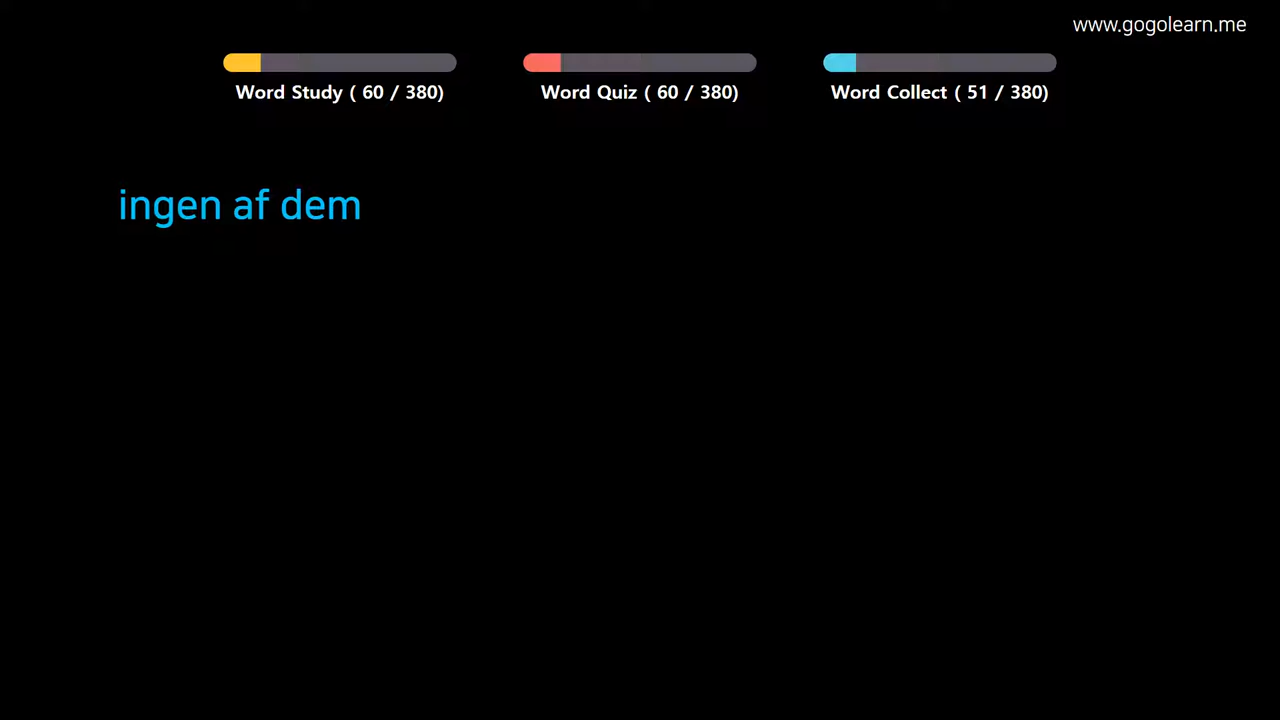 www.gogolearn.me
Word Study ( 60 / 380)
Word Quiz ( 60 / 380)
Word Collect ( 51 / 380)
ingen af dem